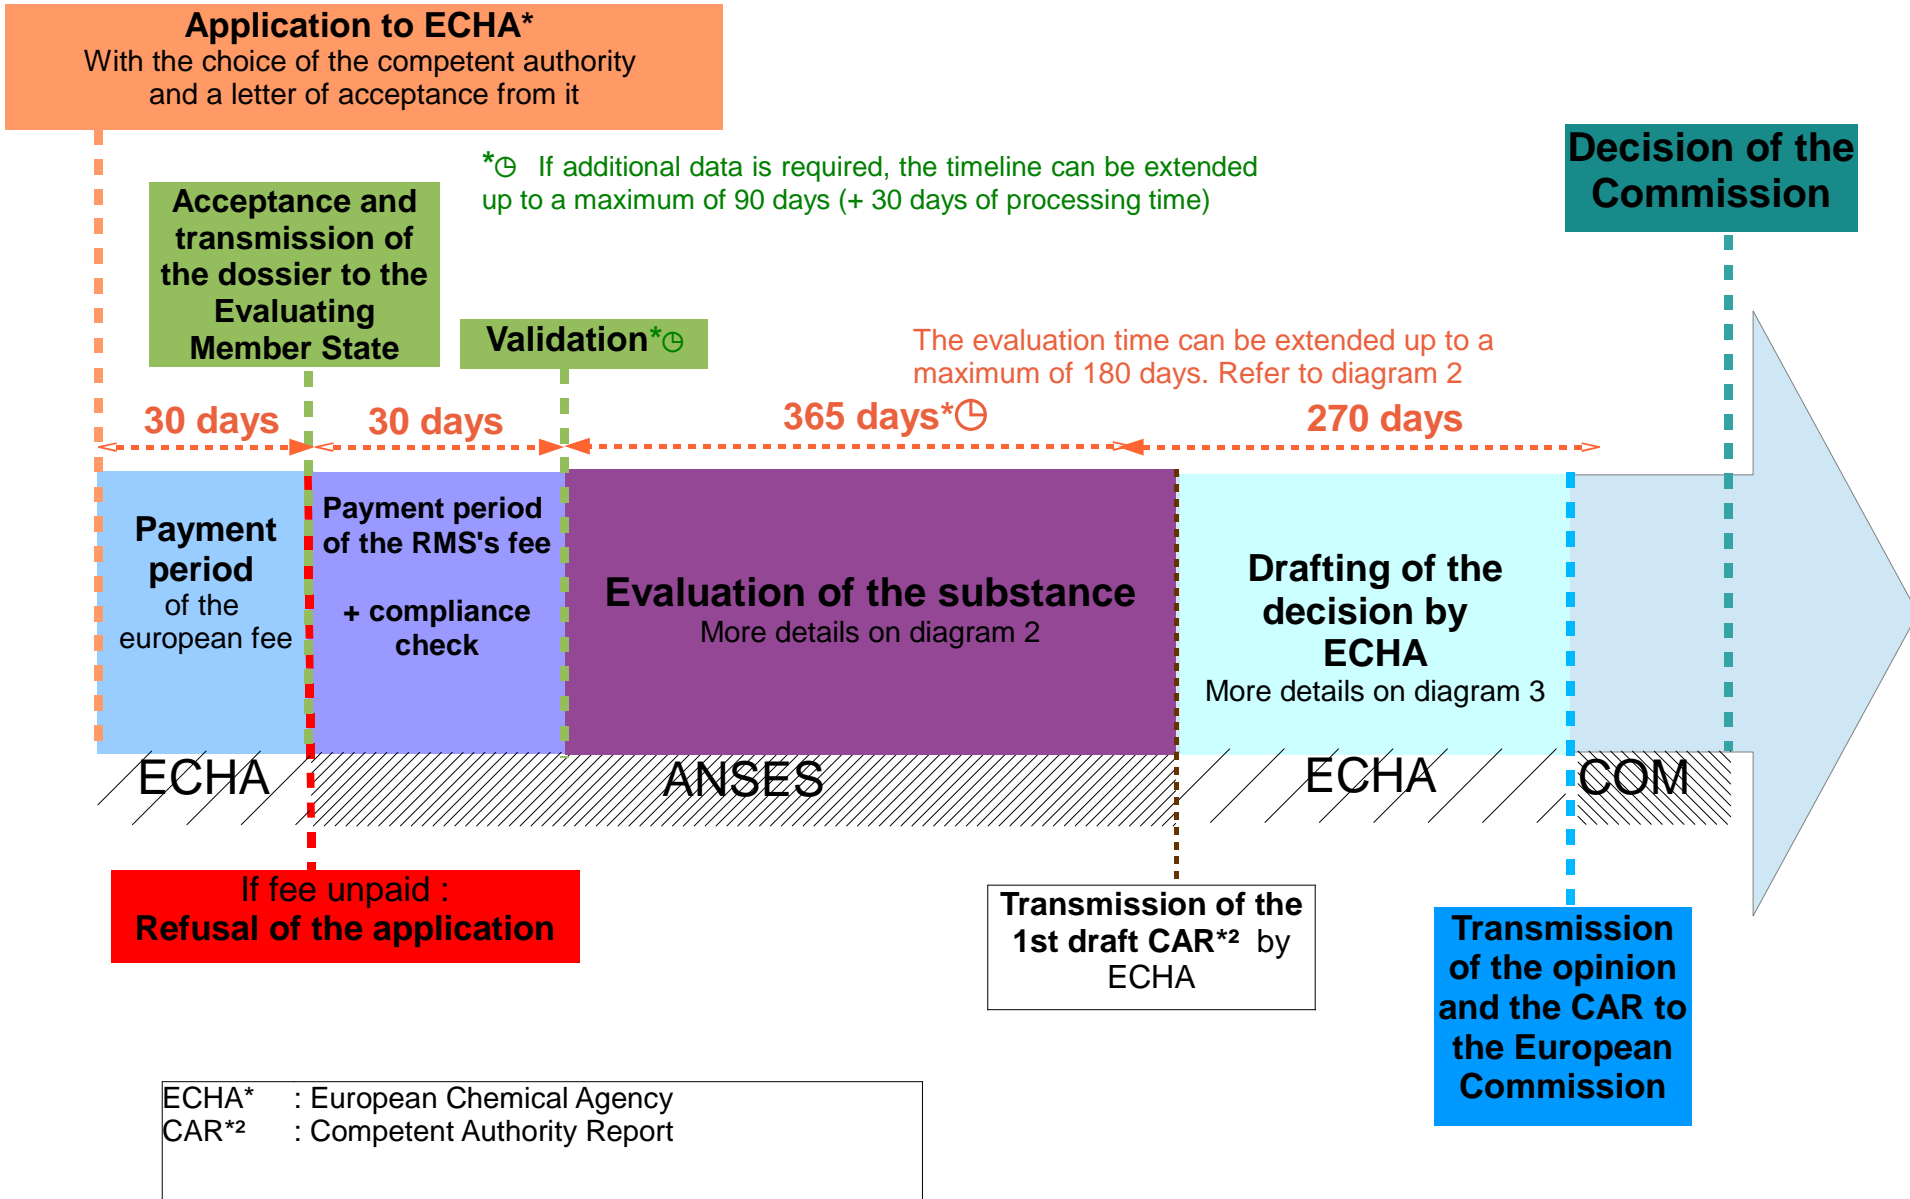 Application to ECHA*
With the choice of the competent authority
and a letter of acceptance from it
*◷ If additional data is required, the timeline can be extended
up to a maximum of 90 days (+ 30 days of processing time)
Decision of the
Commission
Acceptance and
transmission of
the dossier to the
Evaluating
Member State
Validation*◷
The evaluation time can be extended up to a
maximum of 180 days. Refer to diagram 2
30 days
30 days
365 days*◷
270 days
Payment
period
of the
european fee
Payment period
of the RMS's fee
+ compliance
check
Evaluation of the substance
More details on diagram 2
Drafting of the
decision by
ECHA
More details on diagram 3
ECHA
ANSES
ECHA
COM
If fee unpaid :
Refusal of the application
Transmission of the
1st draft CAR*² by
ECHA
Transmission
of the opinion
and the CAR to
the European
Commission
ECHA* : European Chemical Agency
CAR*² : Competent Authority Report